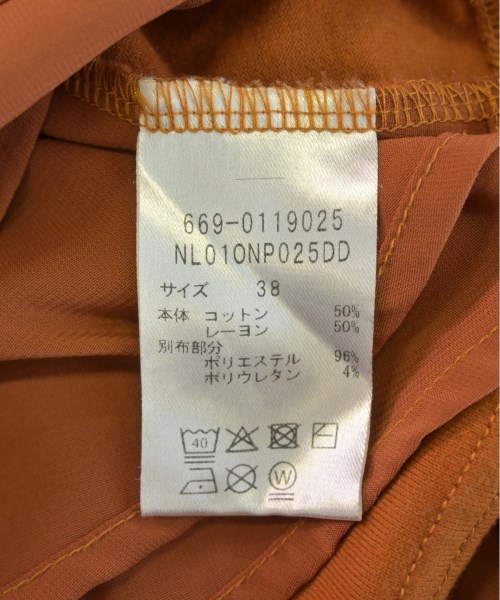 669-0119025
NL010NP025DD
サイズ 38
本体 コットン 50%
レーヨン 50%
別布部分
ポリエステル 96%
ポリウレタン 4%
40
W